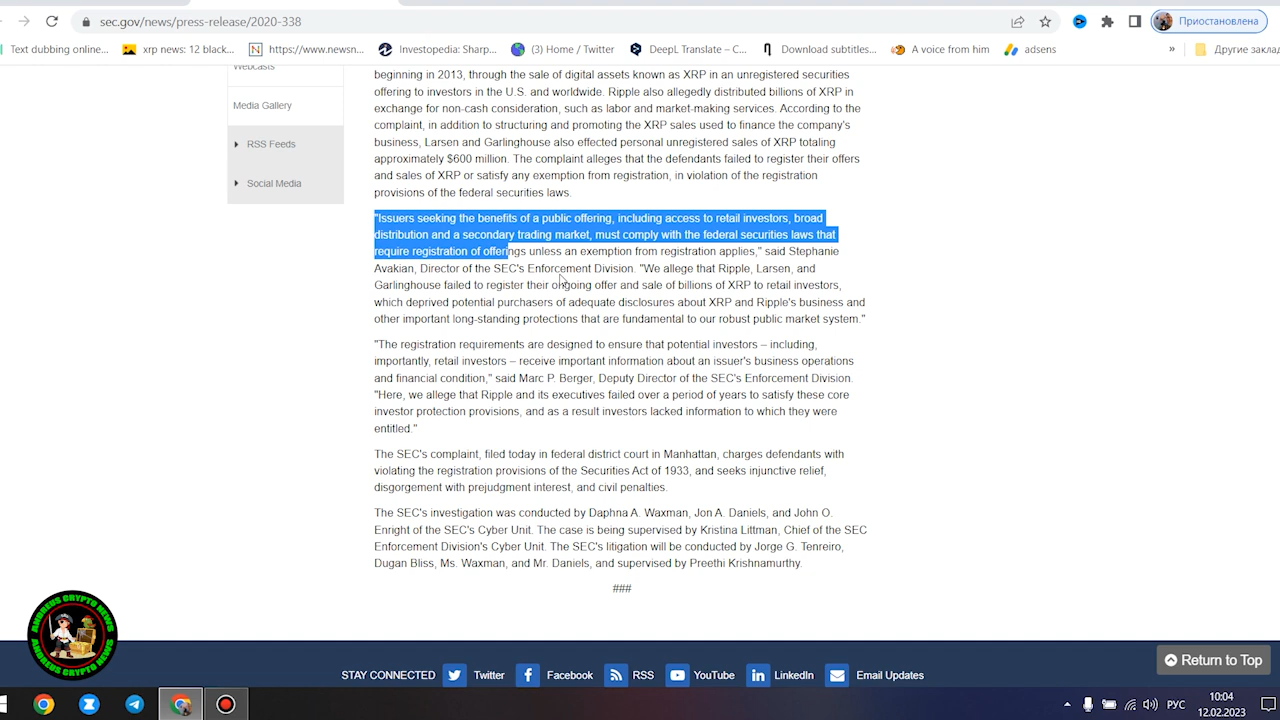 sec.gov/news/press-release/2020-338
Приостановлена
Text dubbing online...
xrp news: 12 black...
https://www.newsn...
Investopedia: Sharp...
(3) Home / Twitter
DeepL Translate – C...
Download subtitles...
A voice from him
adsens
»
Другие заклад
Webcasts
Media Gallery
RSS Feeds
Social Media
beginning in 2013, through the sale of digital assets known as XRP in an unregistered securities
offering to investors in the U.S. and worldwide. Ripple also allegedly distributed billions of XRP in
exchange for non-cash consideration, such as labor and market-making services. According to the
complaint, in addition to structuring and promoting the XRP sales used to finance the company's
business, Larsen and Garlinghouse also effected personal unregistered sales of XRP totaling
approximately $600 million. The complaint alleges that the defendants failed to register their offers
and sales of XRP or satisfy any exemption from registration, in violation of the registration
provisions of the federal securities laws.
"Issuers seeking the benefits of a public offering, including access to retail investors, broad
distribution and a secondary trading market, must comply with the federal securities laws that
require registration of offerings unless an exemption from registration applies," said Stephanie
Avakian, Director of the SEC's Enforcement Division. "We allege that Ripple, Larsen, and
Garlinghouse failed to register their ongoing offer and sale of billions of XRP to retail investors,
which deprived potential purchasers of adequate disclosures about XRP and Ripple's business and
other important long-standing protections that are fundamental to our robust public market system."
"The registration requirements are designed to ensure that potential investors – including,
importantly, retail investors – receive important information about an issuer's business operations
and financial condition," said Marc P. Berger, Deputy Director of the SEC's Enforcement Division.
"Here, we allege that Ripple and its executives failed over a period of years to satisfy these core
investor protection provisions, and as a result investors lacked information to which they were
entitled."
The SEC's complaint, filed today in federal district court in Manhattan, charges defendants with
violating the registration provisions of the Securities Act of 1933, and seeks injunctive relief,
disgorgement with prejudgment interest, and civil penalties.
The SEC's investigation was conducted by Daphna A. Waxman, Jon A. Daniels, and John O.
Enright of the SEC's Cyber Unit. The case is being supervised by Kristina Littman, Chief of the SEC
Enforcement Division's Cyber Unit. The SEC's litigation will be conducted by Jorge G. Tenreiro,
Dugan Bliss, Ms. Waxman, and Mr. Daniels, and supervised by Preethi Krishnamurthy.
###
ANDREUS CRYPTO NEWS
ANDREUS CRYPTO NEWS
STAY CONNECTED
Twitter
Facebook
RSS
YouTube
LinkedIn
Email Updates
Return to Top
РУС
10:04
12.02.2023